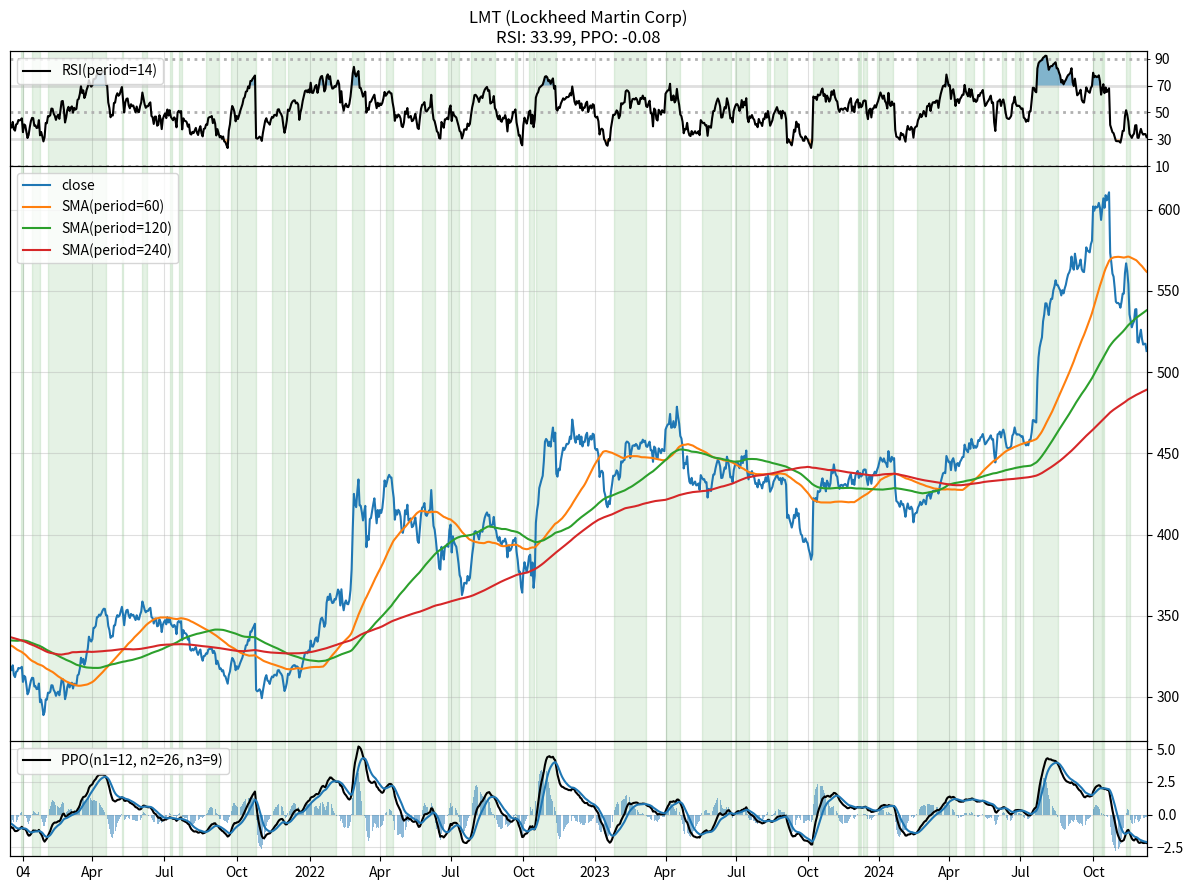 LMT (Lockheed Martin Corp)
RSI: 33.99, PPO: -0.08
RSI(period=14)
90
70
50
30
10
close
SMA(period=60)
SMA(period=120)
SMA(period=240)
600
550
500
450
400
350
300
PPO(n1=12, n2=26, n3=9)
5.0
2.5
0.0
−2.5
04 Apr Jul Oct 2022 Apr Jul Oct 2023 Apr Jul Oct 2024 Apr Jul Oct